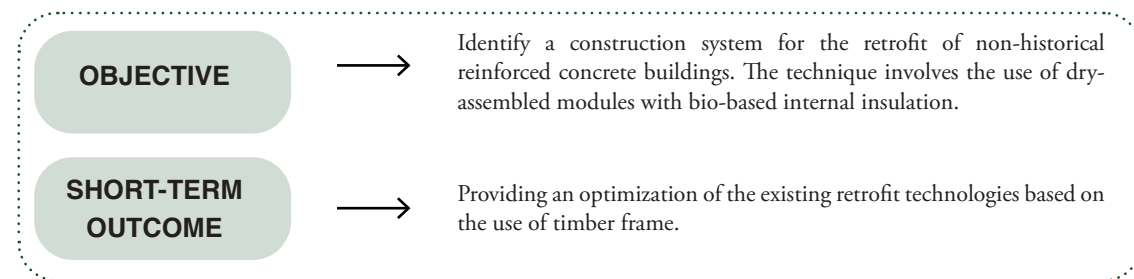 OBJECTIVE
Identify a construction system for the retrofit of non-historical
reinforced concrete buildings. The technique involves the use of dry-
assembled modules with bio-based internal insulation.
SHORT-TERM
OUTCOME
Providing an optimization of the existing retrofit technologies based on
the use of timber frame.